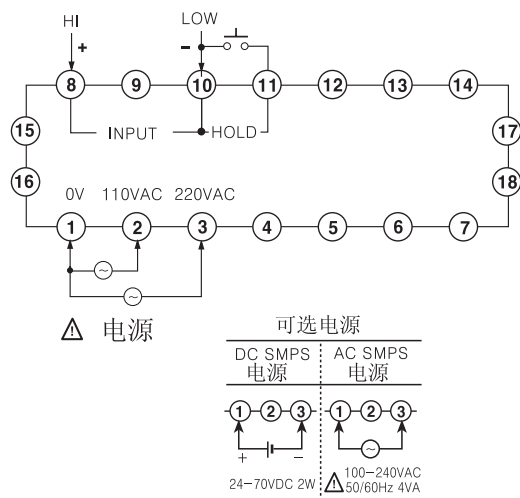 HI
LOW
+
-
8 9 10 11 12 13 14
INPUT HOLD
15
17
16
18
0V 110VAC 220VAC
1 2 3 4 5 6 7
~
~
⚠ 电源
可选电源
DC SMPS
电源
AC SMPS
电源
1 2 3
1 2 3
+ -
~
24-70VDC 2W
⚠ 100-240VAC
50/60Hz 4VA